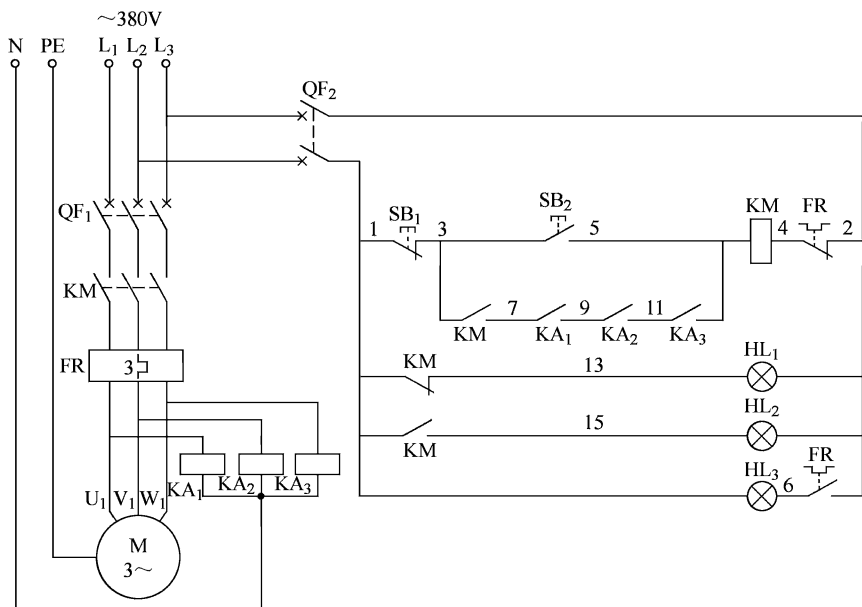 ~380V
N PE L1 L2 L3
QF2
QF1
SB1
SB2
KM
FR
1 3 5 4 2
KM
7 9 11
KM KA1 KA2 KA3
FR 3
KM 13 HL1
KM 15 HL2
HL3 6 FR
KA1 KA2 KA3
U1 V1 W1
M
3~